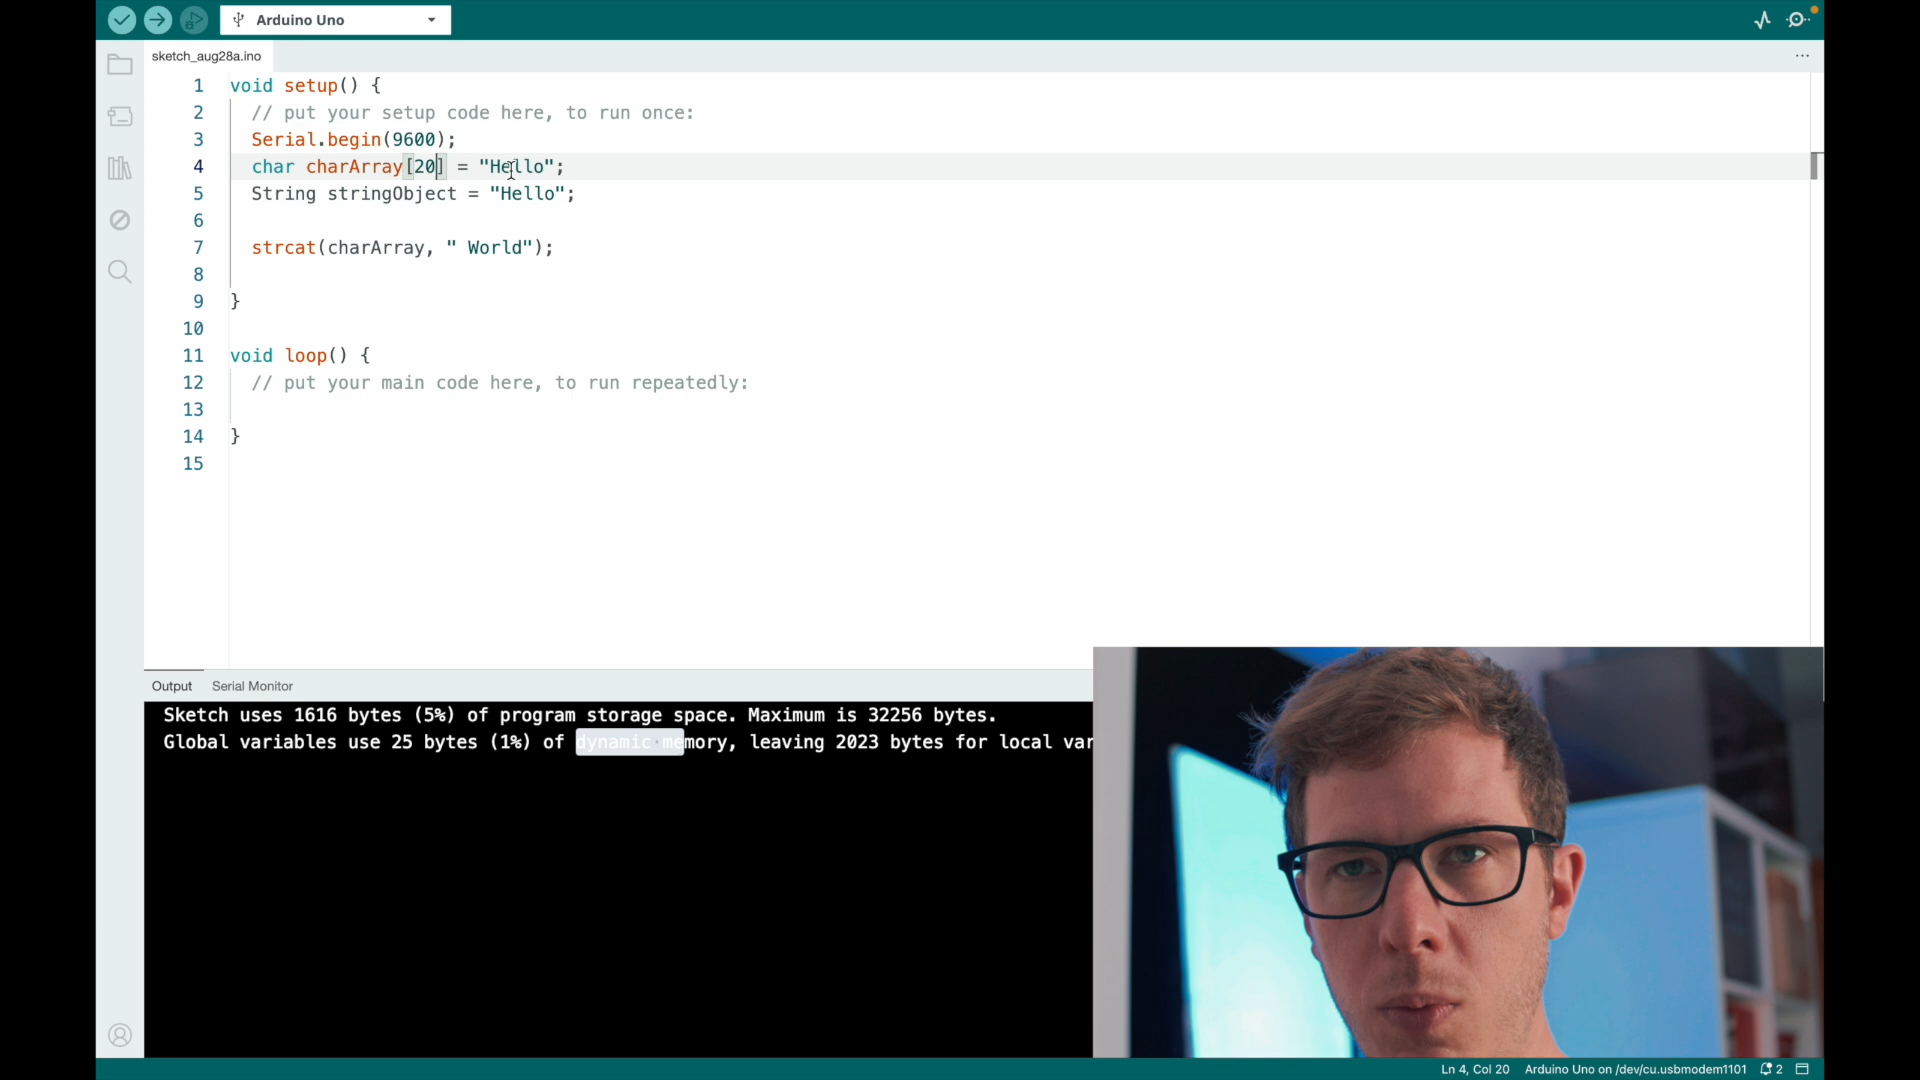 Arduino Uno
sketch_aug28a.ino
...
1 void setup() {
2 // put your setup code here, to run once:
3 Serial.begin(9600);
4 char charArray[20] = "Hello";
5 String stringObject = "Hello";
6
7 strcat(charArray, " World");
8
9 }
10
11 void loop() {
12 // put your main code here, to run repeatedly:
13
14 }
15
Output Serial Monitor
Sketch uses 1616 bytes (5%) of program storage space. Maximum is 32256 bytes.
Global variables use 25 bytes (1%) of dynamic memory, leaving 2023 bytes for local var
Ln 4, Col 20 Arduino Uno on /dev/cu.usbmodem1101 2